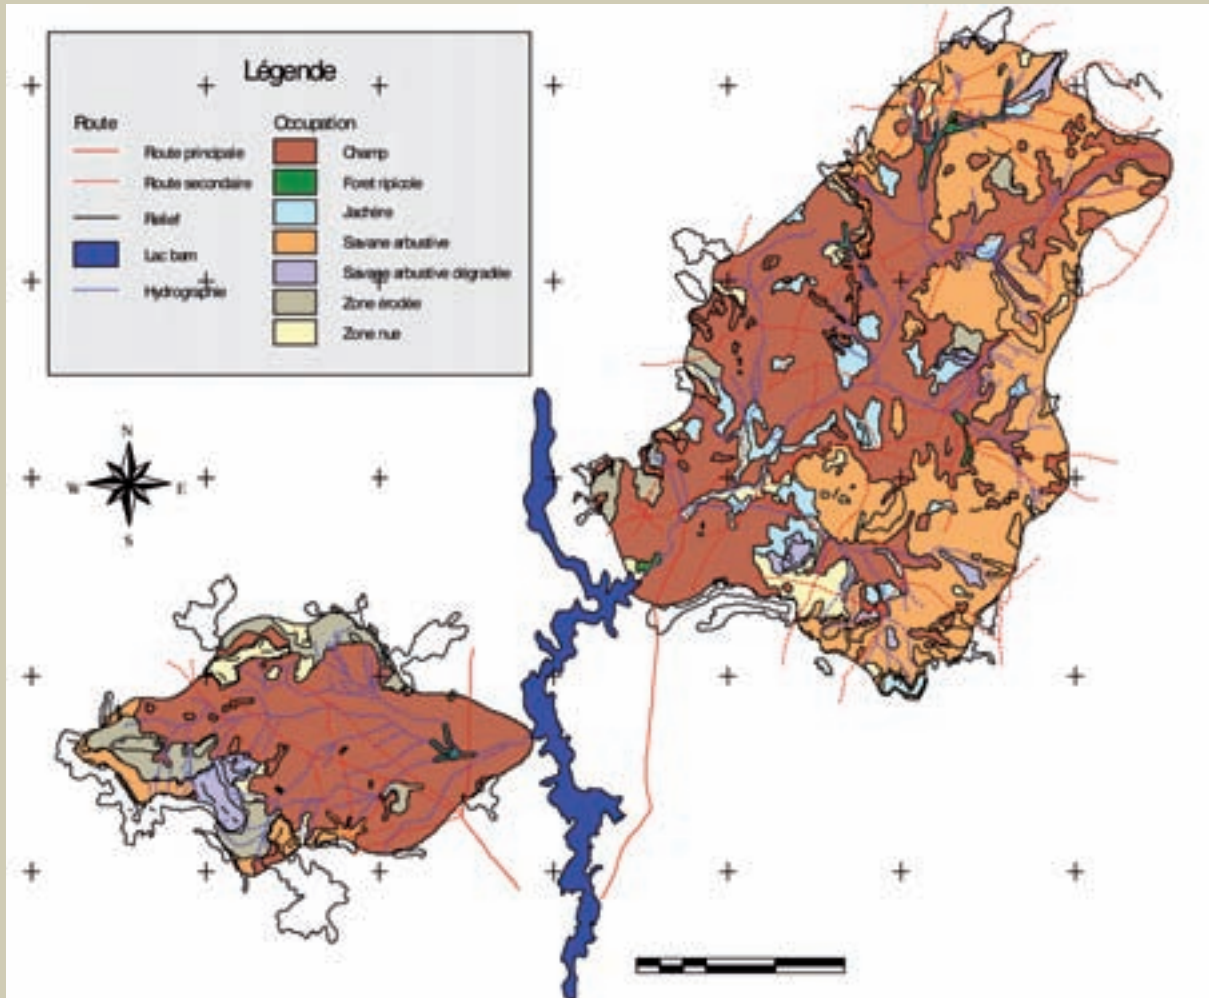 Légende
Route
Route principale
Route secondaire
Relief
Lac bam
Hydrographie
Occupation
Champ
Foret ripicole
Jachère
Savane arbustive
Savane arbustive dégradée
Zone érodée
Zone nue
N
W
E
S